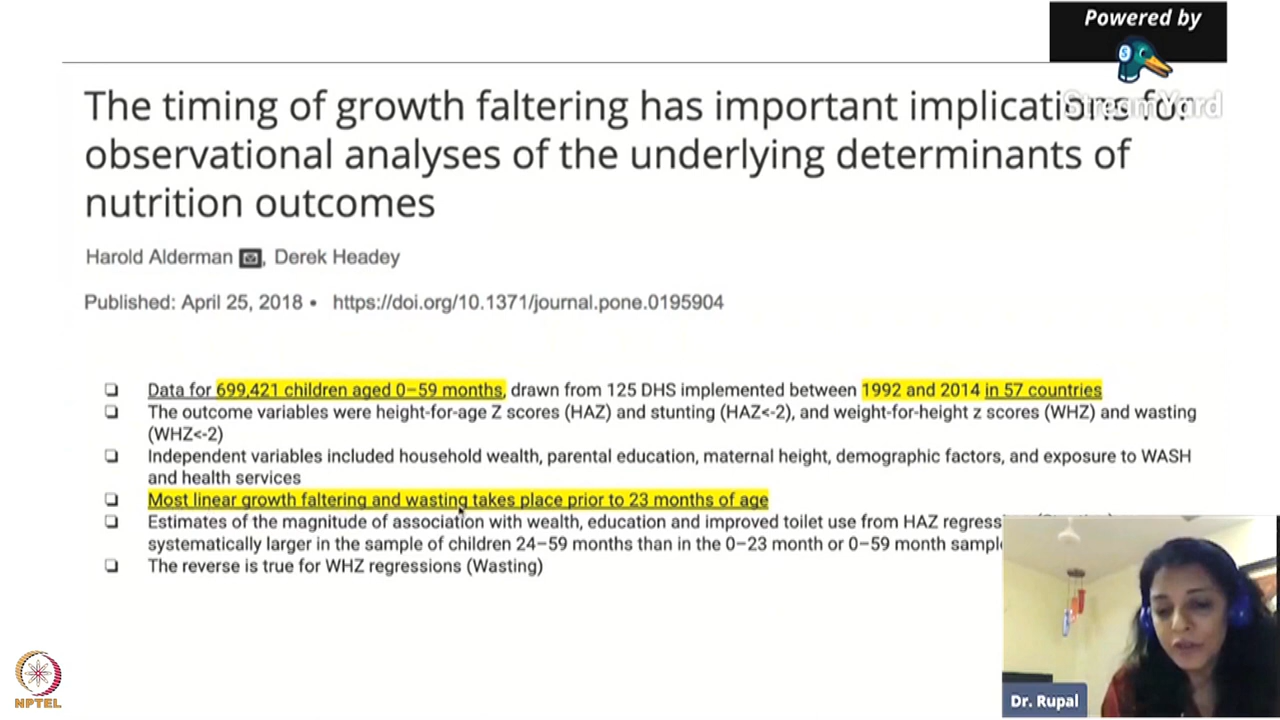 Powered by
StreamYard
The timing of growth faltering has important implications for
observational analyses of the underlying determinants of
nutrition outcomes
Harold Alderman, Derek Headey
Published: April 25, 2018 • https://doi.org/10.1371/journal.pone.0195904
❏ Data for 699,421 children aged 0–59 months, drawn from 125 DHS implemented between 1992 and 2014 in 57 countries
❏ The outcome variables were height-for-age Z scores (HAZ) and stunting (HAZ<-2), and weight-for-height z scores (WHZ) and wasting
(WHZ<-2)
❏ Independent variables included household wealth, parental education, maternal height, demographic factors, and exposure to WASH
and health services
❏ Most linear growth faltering and wasting takes place prior to 23 months of age
❏ Estimates of the magnitude of association with wealth, education and improved toilet use from HAZ
systematically larger in the sample of children 24–59 months than in the 0–23 month or 0–59 month
❏ The reverse is true for WHZ regressions (Wasting)
NPTEL
Dr. Rupal